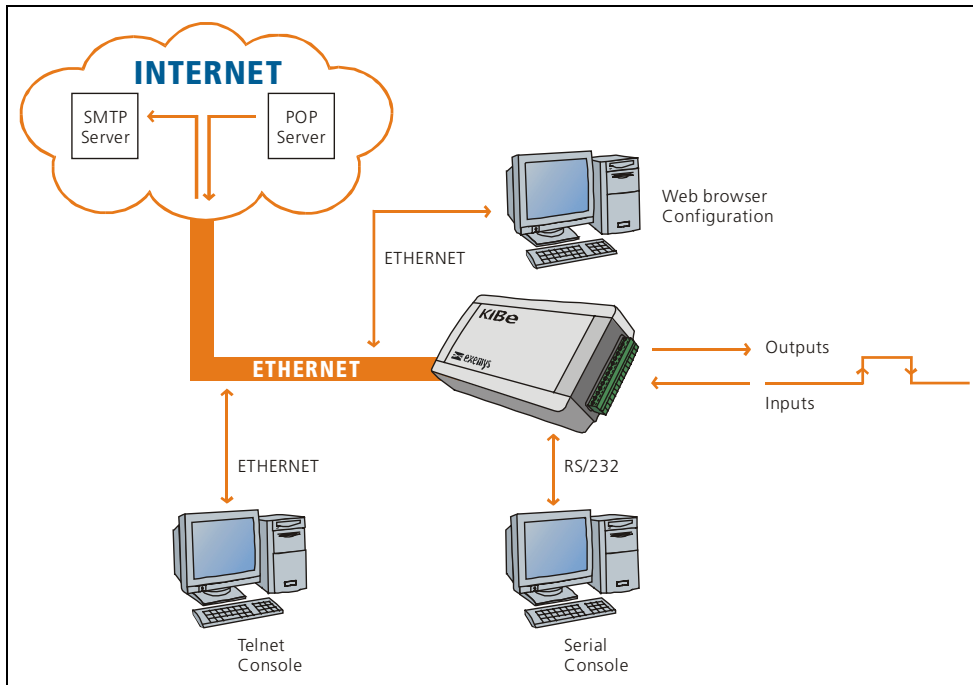 INTERNET
SMTP
Server
POP
Server
Web browser
Configuration
ETHERNET
KIBe
exemys
ETHERNET
Outputs
Inputs
ETHERNET
RS/232
Telnet
Console
Serial
Console